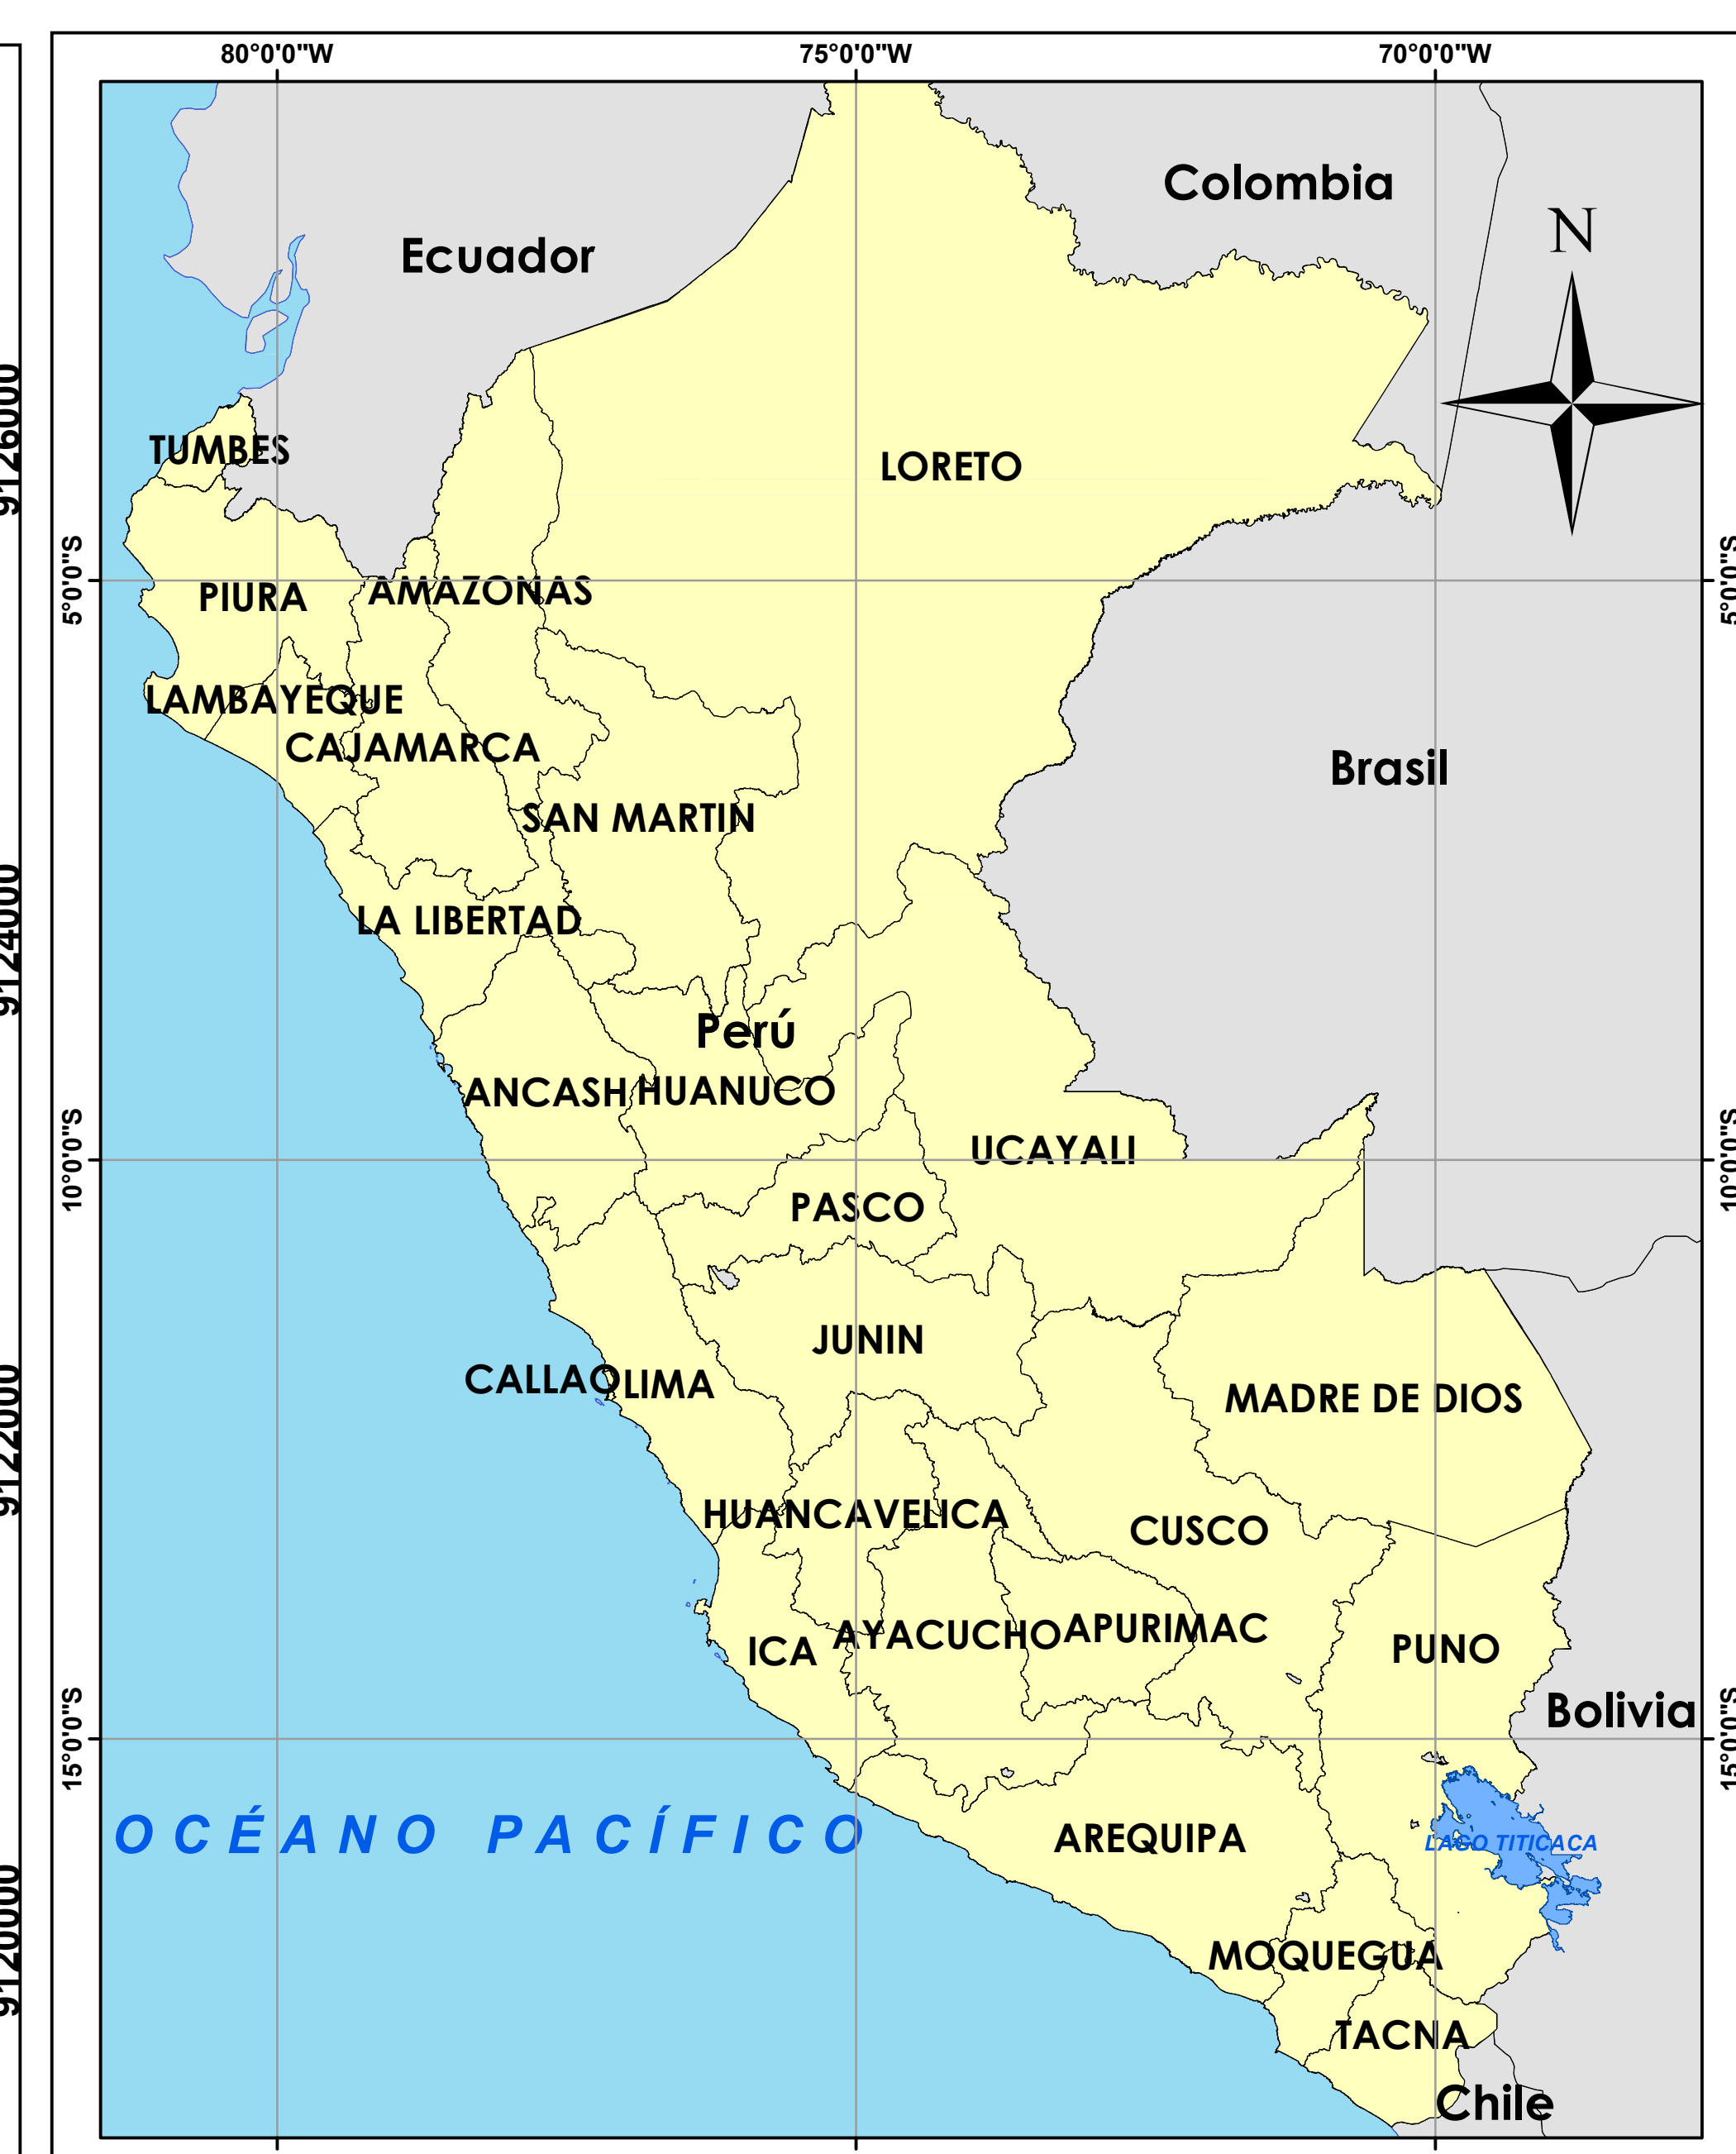 80°0'0"W 75°0'0"W 70°0'0"W
Colombia
N
Ecuador
9126000
TUMBES
LORETO
5°0'0"S
5°0'0"S
PIURA
AMAZONAS
LAMBAYEQUE
CAJAMARCA
Brasil
SAN MARTIN
9124000
LA LIBERTAD
Perú
ANCASH HUANUCO
UCAYALI
10°0'0"S
10°0'0"S
PASCO
JUNIN
CALLAO LIMA
MADRE DE DIOS
9122000
HUANCAVELICA
CUSCO
AYACUCHO APURIMAC
ICA
PUNO
Bolivia
15°0'0"S
15°0'0"S
OCÉANO PACÍFICO
AREQUIPA
LAGO TITICACA
9120000
MOQUEGUA
TACNA
Chile